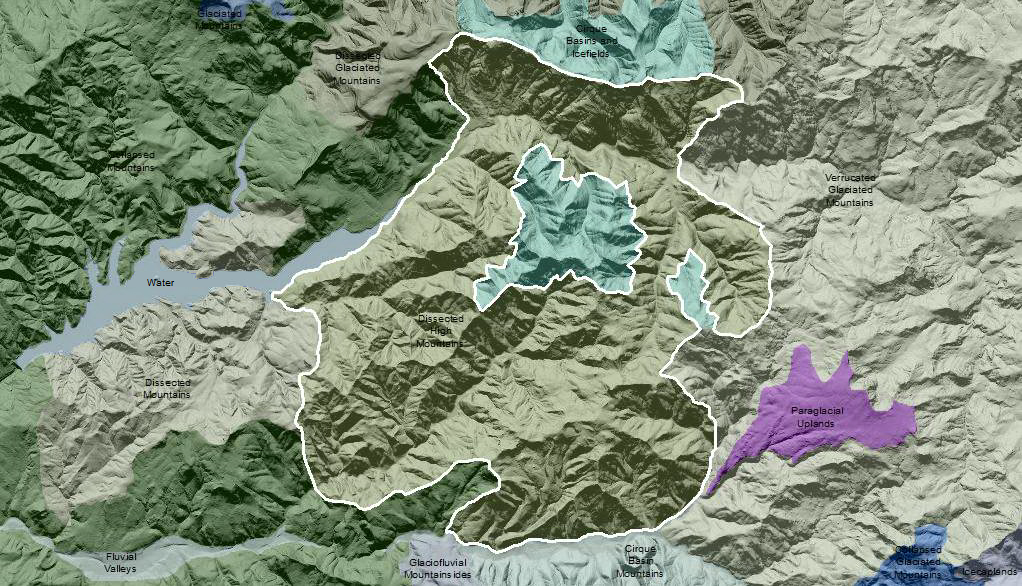 Glaciated
Mountains
Cirque
Basins and
Icefields
Dissected
Glaciated
Mountains
Collapsed
Mountains
Verrucated
Glaciated
Mountains
Water
Dissected
High
Mountains
Dissected
Mountains
Paraglacial
Uplands
Fluvial
Valleys
Glaciofluvial
Mountainsides
Cirque
Basin
Mountains
Collapsed
Glaciated
Mountains
Icecaplands